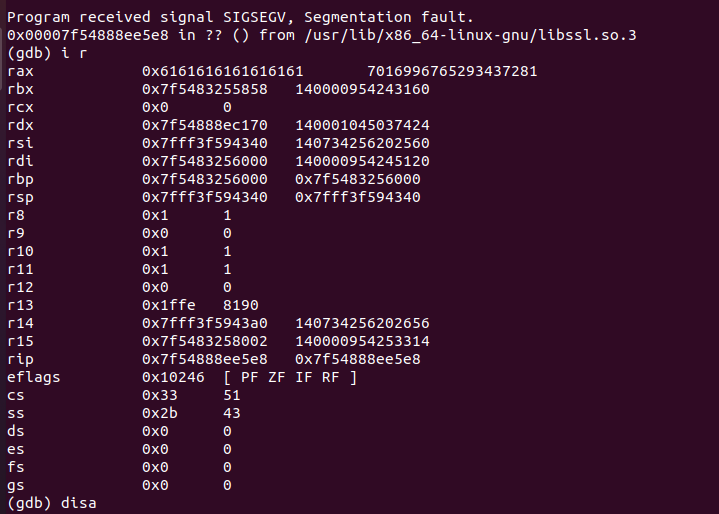 Program received signal SIGSEGV, Segmentation fault.
0x00007f54888ee5e8 in ?? () from /usr/lib/x86_64-linux-gnu/libssl.so.3
(gdb) i r
rax 0x6161616161616161 7016996765293437281
rbx 0x7f5483255858 140000954243160
rcx 0x0 0
rdx 0x7f54888ec170 140001045037424
rsi 0x7fff3f594340 140734256202560
rdi 0x7f5483256000 140000954245120
rbp 0x7f5483256000 0x7f5483256000
rsp 0x7fff3f594340 0x7fff3f594340
r8 0x1 1
r9 0x0 0
r10 0x1 1
r11 0x1 1
r12 0x0 0
r13 0x1ffe 8190
r14 0x7fff3f5943a0 140734256202656
r15 0x7f5483258002 140000954253314
rip 0x7f54888ee5e8 0x7f54888ee5e8
eflags 0x10246 [ PF ZF IF RF ]
cs 0x33 51
ss 0x2b 43
ds 0x0 0
es 0x0 0
fs 0x0 0
gs 0x0 0
(gdb) disa